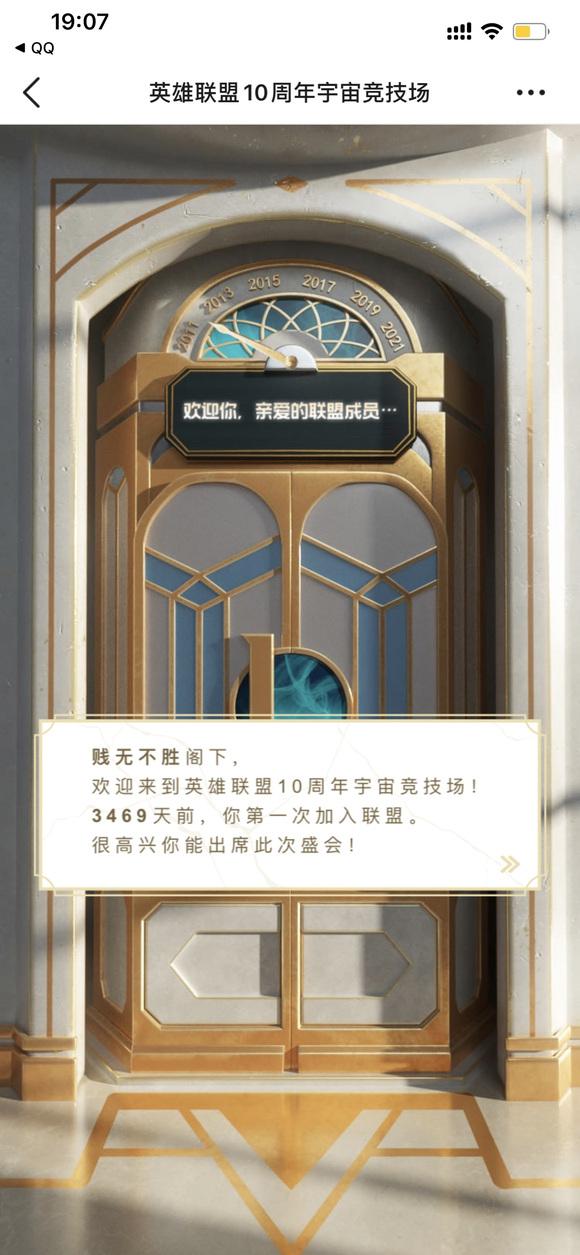 19:07
◀ QQ
英雄联盟10周年宇宙竞技场
2011 2013 2015 2017 2019 2021
欢迎你，亲爱的联盟成员…
贱无不胜阁下，
欢迎来到英雄联盟10周年宇宙竞技场！
3469天前，你第一次加入联盟。
很高兴你能出席此次盛会！